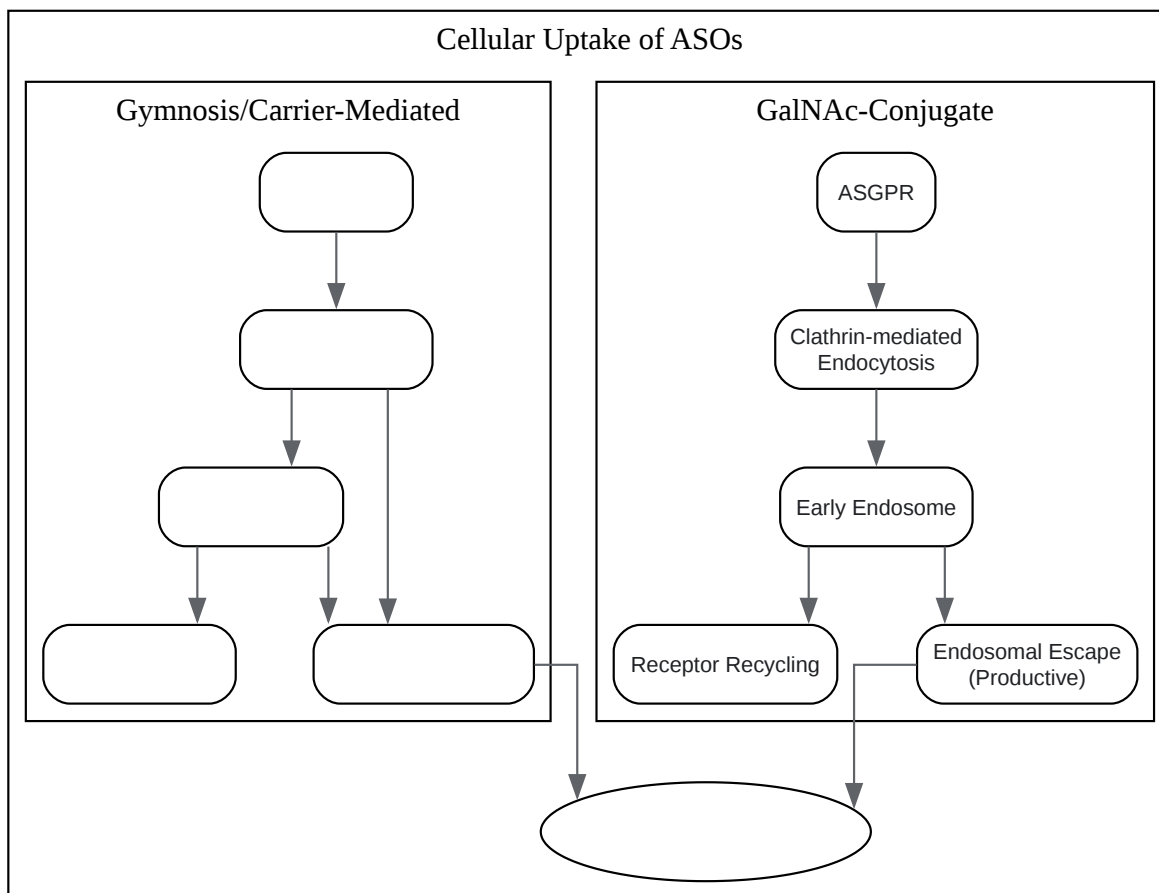 Cellular Uptake of ASOs
Gymnosis/Carrier-Mediated
GalNAc-Conjugate
ASGPR
Clathrin-mediated
Endocytosis
Early Endosome
Receptor Recycling
Endosomal Escape
(Productive)